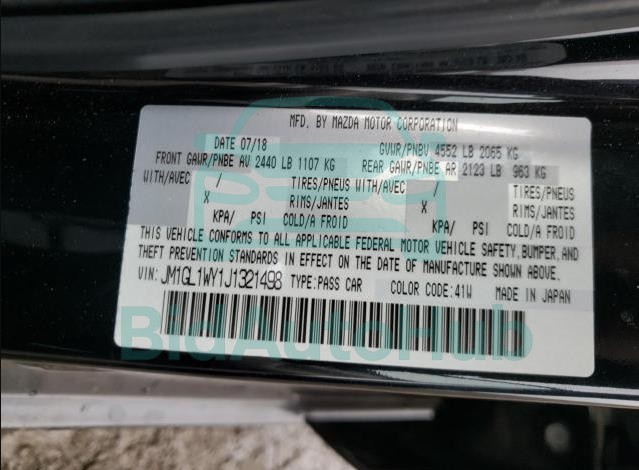 MFD. BY MAZDA MOTOR CORPORATION
DATE 07/18 GVWR/PNBV 4552 LB 2065 KG
FRONT GAWR/PNBE AV 2440 LB 1107 KG REAR GAWR/PNBE AR 2123 LB 963 KG
WITH/AVEC / TIRES/PNEUS WITH/AVEC / TIRES/PNEUS
X RIMS/JANTES X RIMS/JANTES
KPA/ PSI COLD/A FROID KPA/ PSI COLD/A FROID
THIS VEHICLE CONFORMS TO ALL APPLICABLE FEDERAL MOTOR VEHICLE SAFETY, BUMPER, AND
THEFT PREVENTION STANDARDS IN EFFECT ON THE DATE OF MANUFACTURE SHOWN ABOVE.
VIN: JM1GL1WY1J1321498 TYPE: PASS CAR COLOR CODE: 41W MADE IN JAPAN
BidAutoHub